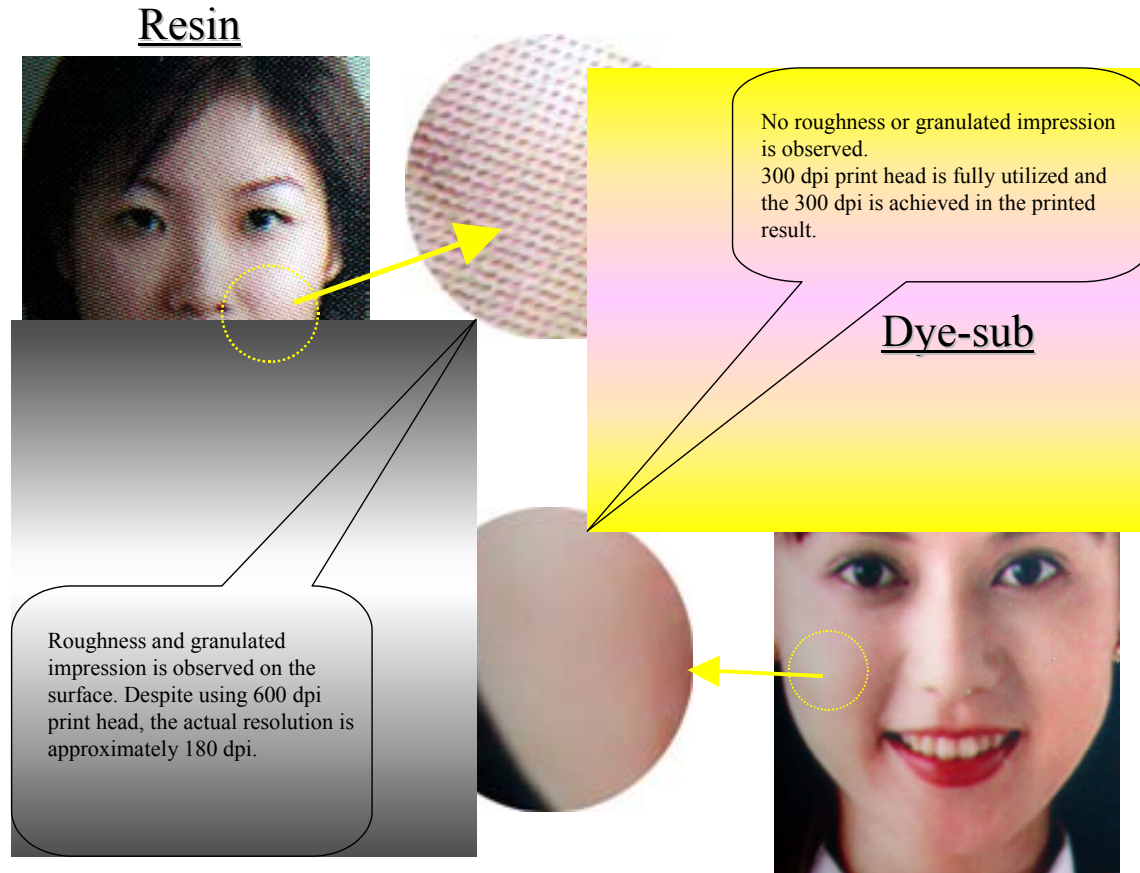 Resin
No roughness or granulated impression
is observed.
300 dpi print head is fully utilized and
the 300 dpi is achieved in the printed
result.
Dye-sub
Roughness and granulated
impression is observed on the
surface. Despite using 600 dpi
print head, the actual resolution is
approximately 180 dpi.